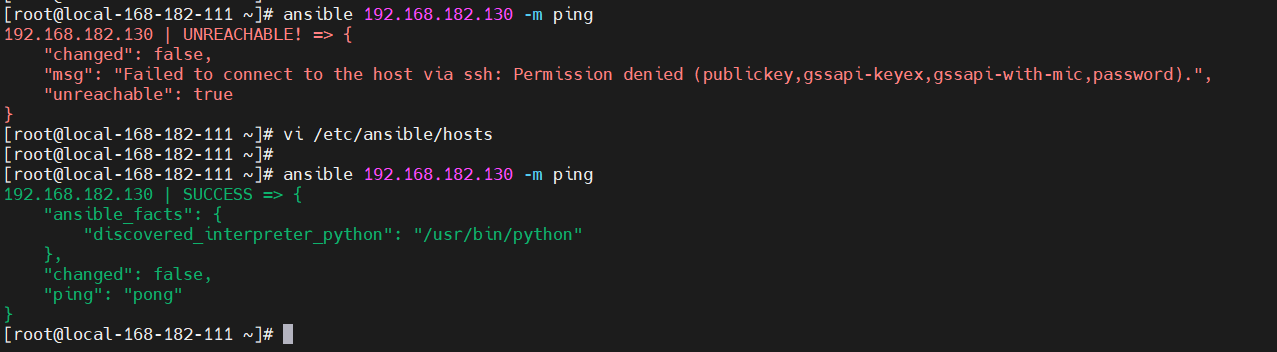 [root@local-168-182-111 ~]# ansible 192.168.182.130 -m ping
192.168.182.130 | UNREACHABLE! => {
    "changed": false,
    "msg": "Failed to connect to the host via ssh: Permission denied (publickey,gssapi-keyex,gssapi-with-mic,password).",
    "unreachable": true
}
[root@local-168-182-111 ~]# vi /etc/ansible/hosts
[root@local-168-182-111 ~]#
[root@local-168-182-111 ~]# ansible 192.168.182.130 -m ping
192.168.182.130 | SUCCESS => {
    "ansible_facts": {
        "discovered_interpreter_python": "/usr/bin/python"
    },
    "changed": false,
    "ping": "pong"
}
[root@local-168-182-111 ~]#